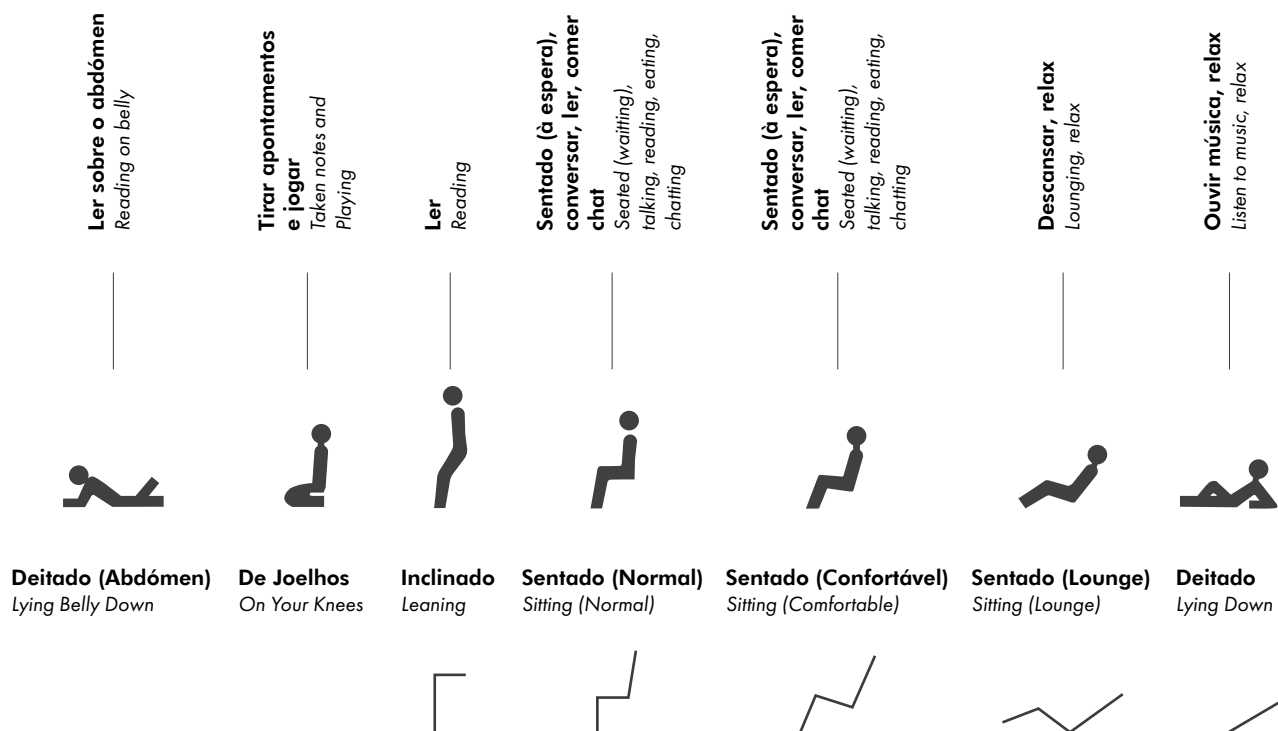 Ler sobre o abdómen
Reading on belly
Tirar apontamentos
e jogar
Taken notes and
Playing
Ler
Reading
Sentado (à espera),
conversar, ler, comer
chat
Seated (waitting),
talking, reading, eating,
chatting
Sentado (à espera),
conversar, ler, comer
chat
Seated (waitting),
talking, reading, eating,
chatting
Descansar, relax
Lounging, relax
Ouvir música, relax
Listen to music, relax
Deitado (Abdómen)
Lying Belly Down
De Joelhos
On Your Knees
Inclinado
Leaning
Sentado (Normal)
Sitting (Normal)
Sentado (Confortável)
Sitting (Comfortable)
Sentado (Lounge)
Sitting (Lounge)
Deitado
Lying Down